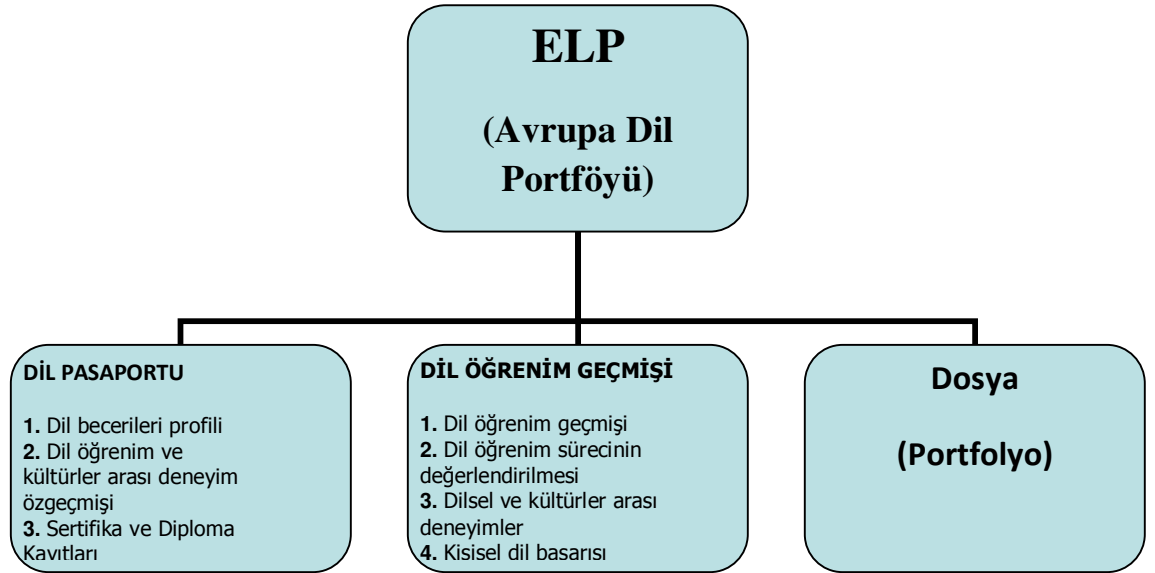 ELP
(Avrupa Dil
Portföyü)
DİL PASAPORTU
1. Dil becerileri profili
2. Dil öğrenim ve
kültürler arası deneyim
özgeçmişi
3. Sertifika ve Diploma
Kayıtları
DİL ÖĞRENİM GEÇMİŞİ
1. Dil öğrenim geçmişi
2. Dil öğrenim sürecinin
değerlendirilmesi
3. Dilsel ve kültürler arası
deneyimler
4. Kisisel dil basarısı
Dosya
(Portfolyo)